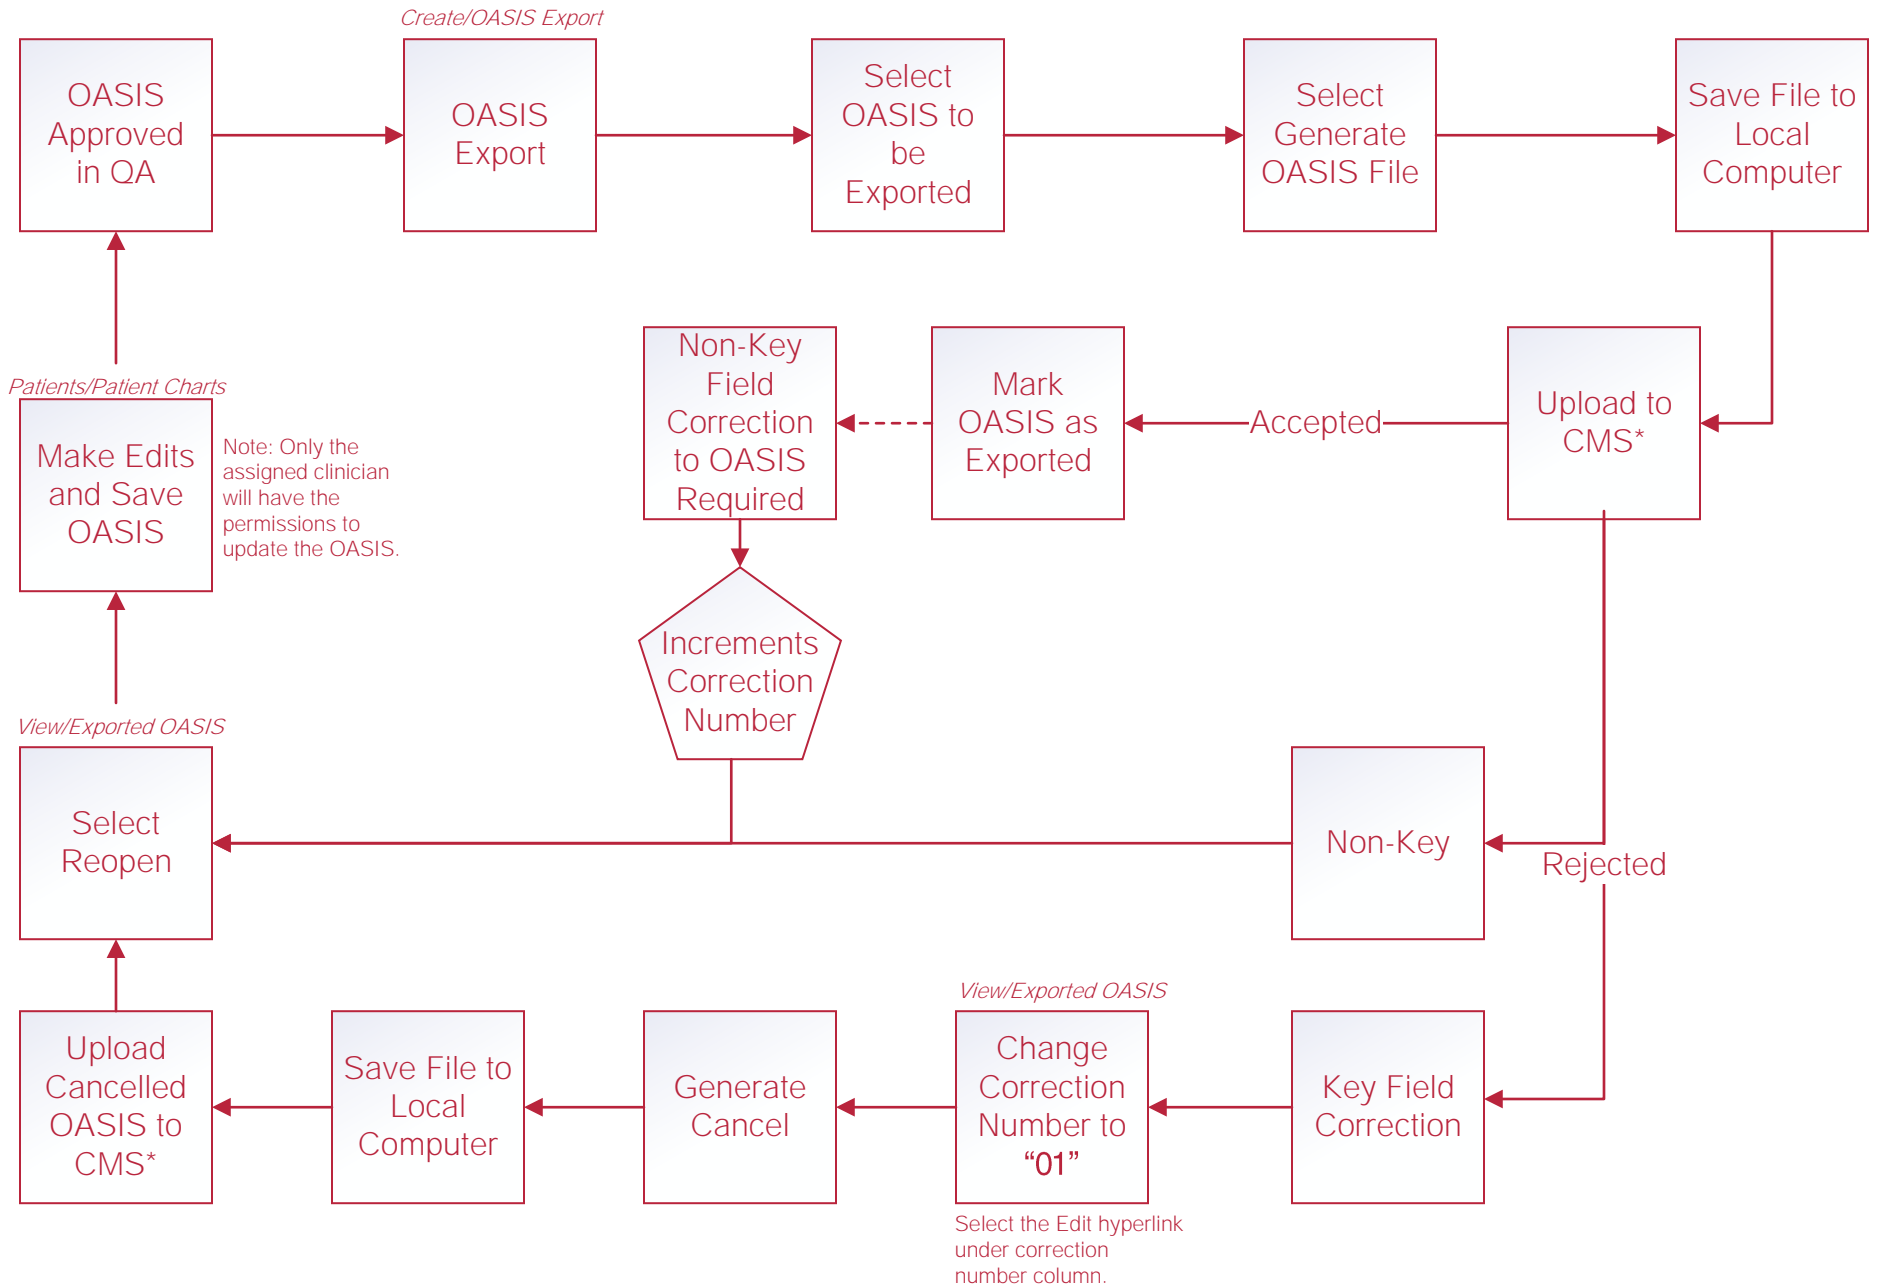 Create/OASIS Export
OASIS
Approved
in QA
OASIS
Export
Select
OASIS to
be
Exported
Select
Generate
OASIS File
Save File to
Local
Computer
Non-Key
Field
Correction
to OASIS
Required
Mark
OASIS as
Exported
Accepted
Upload to
CMS*
Patients/Patient Charts
Make Edits
and Save
OASIS
Note: Only the
assigned clinician
will have the
permissions to
update the OASIS.
Increments
Correction
Number
View/Exported OASIS
Select
Reopen
Non-Key
Rejected
View/Exported OASIS
Upload
Cancelled
OASIS to
CMS*
Save File to
Local
Computer
Generate
Cancel
Change
Correction
Number to
“01”
Key Field
Correction
Select the Edit hyperlink
under correction
number column.